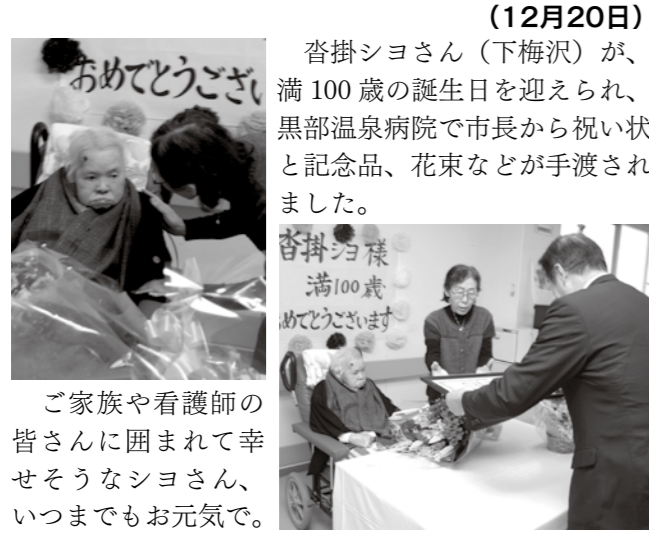 （12月20日）
沓掛シヨさん（下梅沢）が、
満100歳の誕生日を迎えられ、
黒部温泉病院で市長から祝い状
と記念品、花束などが手渡され
ました。
おめでとうござい
沓掛シヨ様
満100歳
おめでとうございます
ご家族や看護師の
皆さんに囲まれて幸
せそうなシヨさん、
いつまでもお元気で。